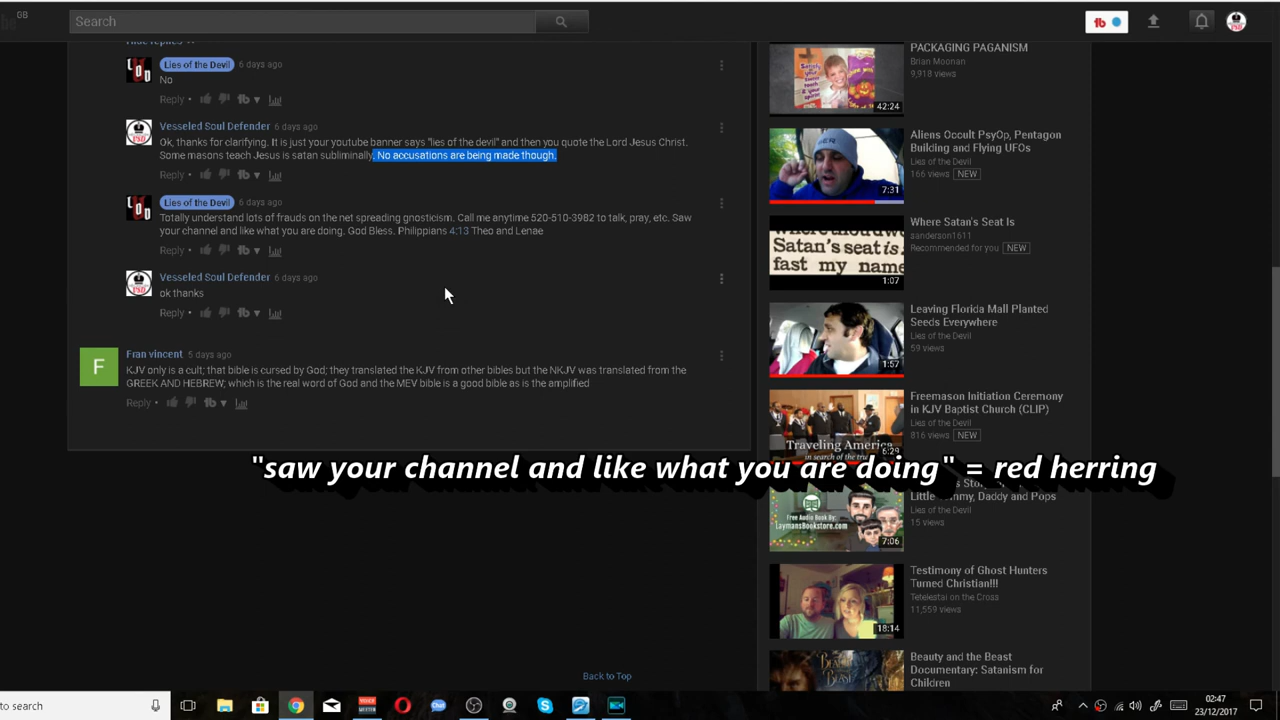 GB
Search
Hide replies
Lies of the Devil 6 days ago
No
Reply •
Vesseled Soul Defender 6 days ago
Ok, thanks for clarifying. It is just your youtube banner says "lies of the devil" and then you quote the Lord Jesus Christ.
Some masons teach Jesus is satan subliminally. No accusations are being made though.
Reply •
Lies of the Devil 6 days ago
Totally understand lots of frauds on the net spreading gnosticism. Call me anytime 520-510-3982 to talk, pray, etc. Saw
your channel and like what you are doing. God Bless. Philippians 4:13 Theo and Lenae
Reply •
Vesseled Soul Defender 6 days ago
ok thanks
Reply •
F
Fran vincent 5 days ago
KJV only is a cult; that bible is cursed by God; they translated the KJV from other bibles but the NKJV was translated from the
GREEK AND HEBREW; which is the real word of God and the MEV bible is a good bible as is the amplified
Reply •
"saw your channel and like what you are doing" = red herring
Back to Top
PACKAGING PAGANISM
Brian Moonan
9,918 views
42:24
Aliens Occult PsyOp, Pentagon
Building and Flying UFOs
Lies of the Devil
166 views NEW
7:31
Where Satan's Seat Is
sanderson1611
Recommended for you NEW
Satan's seat is
fast my name
1:07
Leaving Florida Mall Planted
Seeds Everywhere
Lies of the Devil
59 views
1:57
Freemason Initiation Ceremony
in KJV Baptist Church (CLIP)
Lies of the Devil
816 views NEW
Traveling America
in search of the
6:29
Daddy and Pops
Lies of the Devil
15 views
Free Audio Book By:
LaymansBookstore.com
7:06
Testimony of Ghost Hunters
Turned Christian!!!
Tetelestai on the Cross
11,559 views
18:14
Beauty and the Beast
Documentary: Satanism for
Children
to search
02:47
23/12/2017